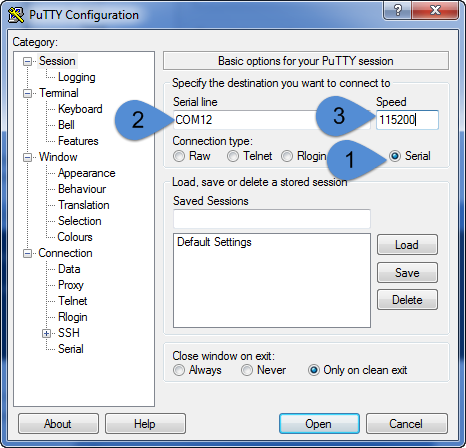 PuTTY Configuration
Category:
Session
Logging
Terminal
Keyboard
Bell
Features
Window
Appearance
Behaviour
Translation
Selection
Colours
Connection
Data
Proxy
Telnet
Rlogin
SSH
Serial
Basic options for your PuTTY session
Specify the destination you want to connect to
Serial line
Speed
2
COM12
3
115200
Connection type:
Raw
Telnet
Rlogin
1
Serial
Load, save or delete a stored session
Saved Sessions
Default Settings
Load
Save
Delete
Close window on exit:
Always
Never
Only on clean exit
About
Help
Open
Cancel